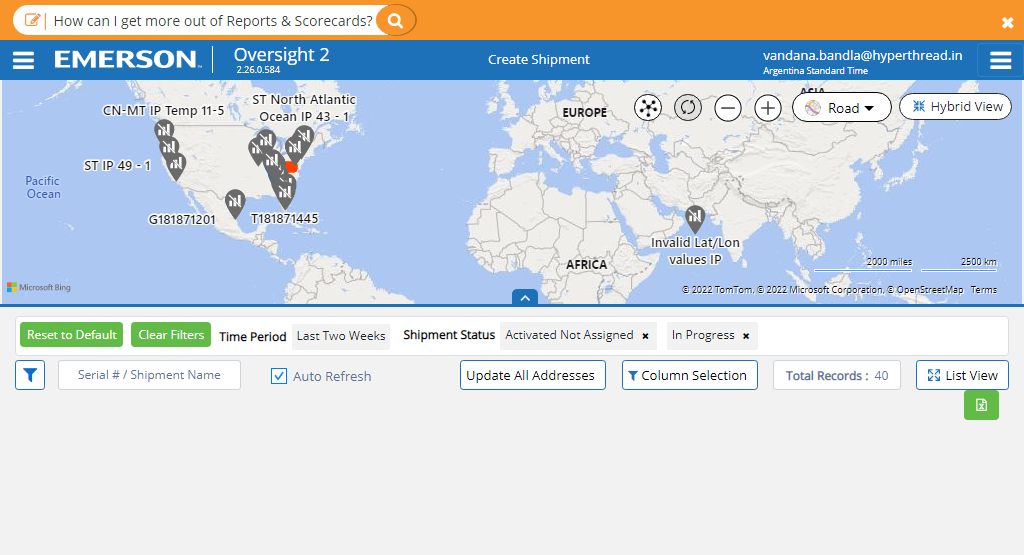 How can I get more out of Reports & Scorecards?
EMERSON
Oversight 2
2.26.0.584
Create Shipment
vandana.bandla@hyperthread.in
Argentina Standard Time
ASIA
CN-MT IP Temp 11-5
ST North Atlantic
Ocean IP 43 - 1
EUROPE
Road
Hybrid View
ST IP 49 - 1
Pacific
Ocean
G181871201
T181871445
Invalid Lat/Lon
values IP
AFRICA
2000 miles
2500 km
Microsoft Bing
© 2022 TomTom, © 2022 Microsoft Corporation, © OpenStreetMap Terms
Reset to Default
Clear Filters
Time Period
Last Two Weeks
Shipment Status
Activated Not Assigned ×
In Progress ×
Serial # / Shipment Name
Auto Refresh
Update All Addresses
Column Selection
Total Records : 40
List View